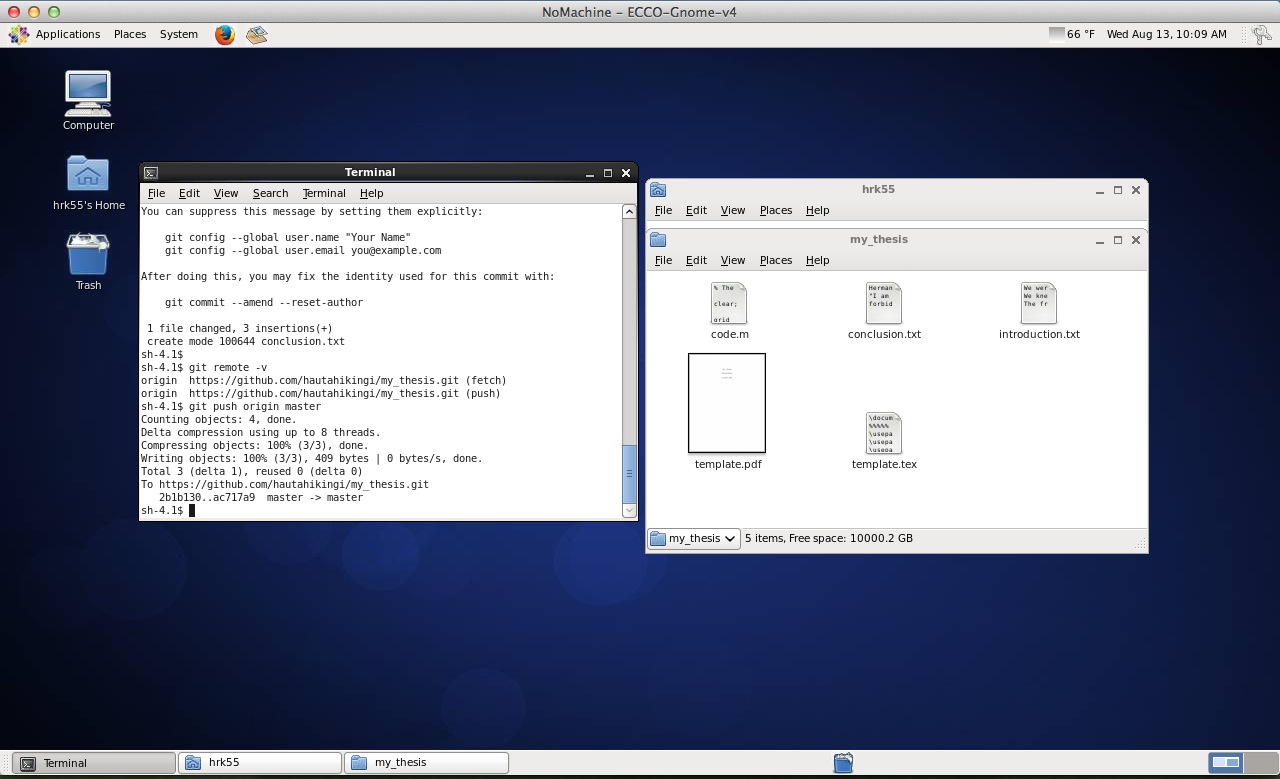 NoMachine - ECCO-Gnome-v4
Applications Places System
66 °F Wed Aug 13, 10:09 AM
Computer
hrk55's Home
Trash
Terminal
File Edit View Search Terminal Help
You can suppress this message by setting them explicitly:
git config --global user.name "Your Name"
git config --global user.email you@example.com
After doing this, you may fix the identity used for this commit with:
git commit --amend --reset-author
1 file changed, 3 insertions(+)
create mode 100644 conclusion.txt
sh-4.1$
sh-4.1$ git remote -v
origin https://github.com/hautahikingi/my_thesis.git (fetch)
origin https://github.com/hautahikingi/my_thesis.git (push)
sh-4.1$ git push origin master
Counting objects: 4, done.
Delta compression using up to 8 threads.
Compressing objects: 100% (3/3), done.
Writing objects: 100% (3/3), 409 bytes | 0 bytes/s, done.
Total 3 (delta 1), reused 0 (delta 0)
To https://github.com/hautahikingi/my_thesis.git
2b1b130..ac717a9 master -> master
sh-4.1$
hrk55
File Edit View Places Help
my_thesis
File Edit View Places Help
% The
clear;
orid
code.m
Herman
"I am
forbid
conclusion.txt
We wer
We kne
The fr
introduction.txt
template.pdf
\docum
%%%%%
\usepa
\usepa
\usepa
template.tex
my_thesis 5 items, Free space: 10000.2 GB
Terminal hrk55 my_thesis